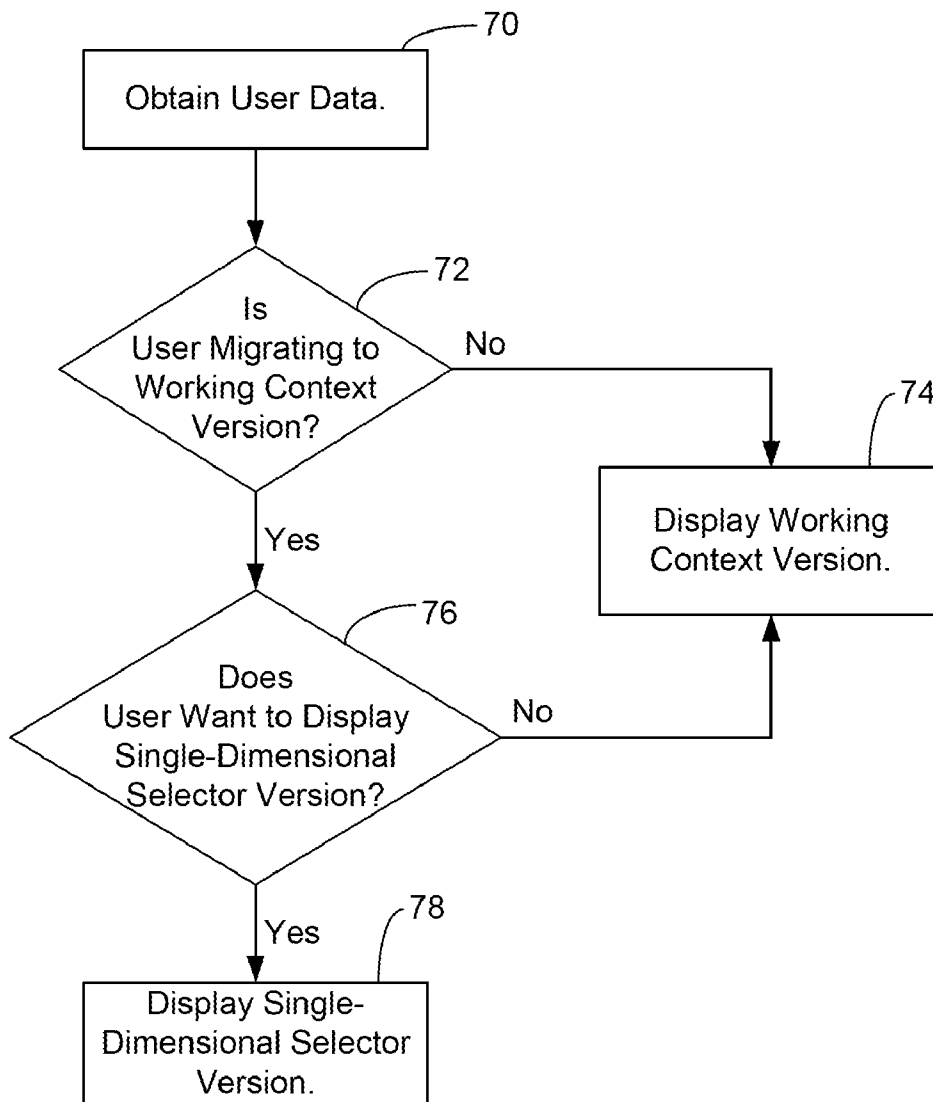 70
Obtain User Data.
72
Is
User Migrating to
Working Context
Version?
No
74
Display Working
Context Version.
Yes
76
Does
User Want to Display
Single-Dimensional
Selector Version?
No
Yes
78
Display Single-
Dimensional Selector
Version.